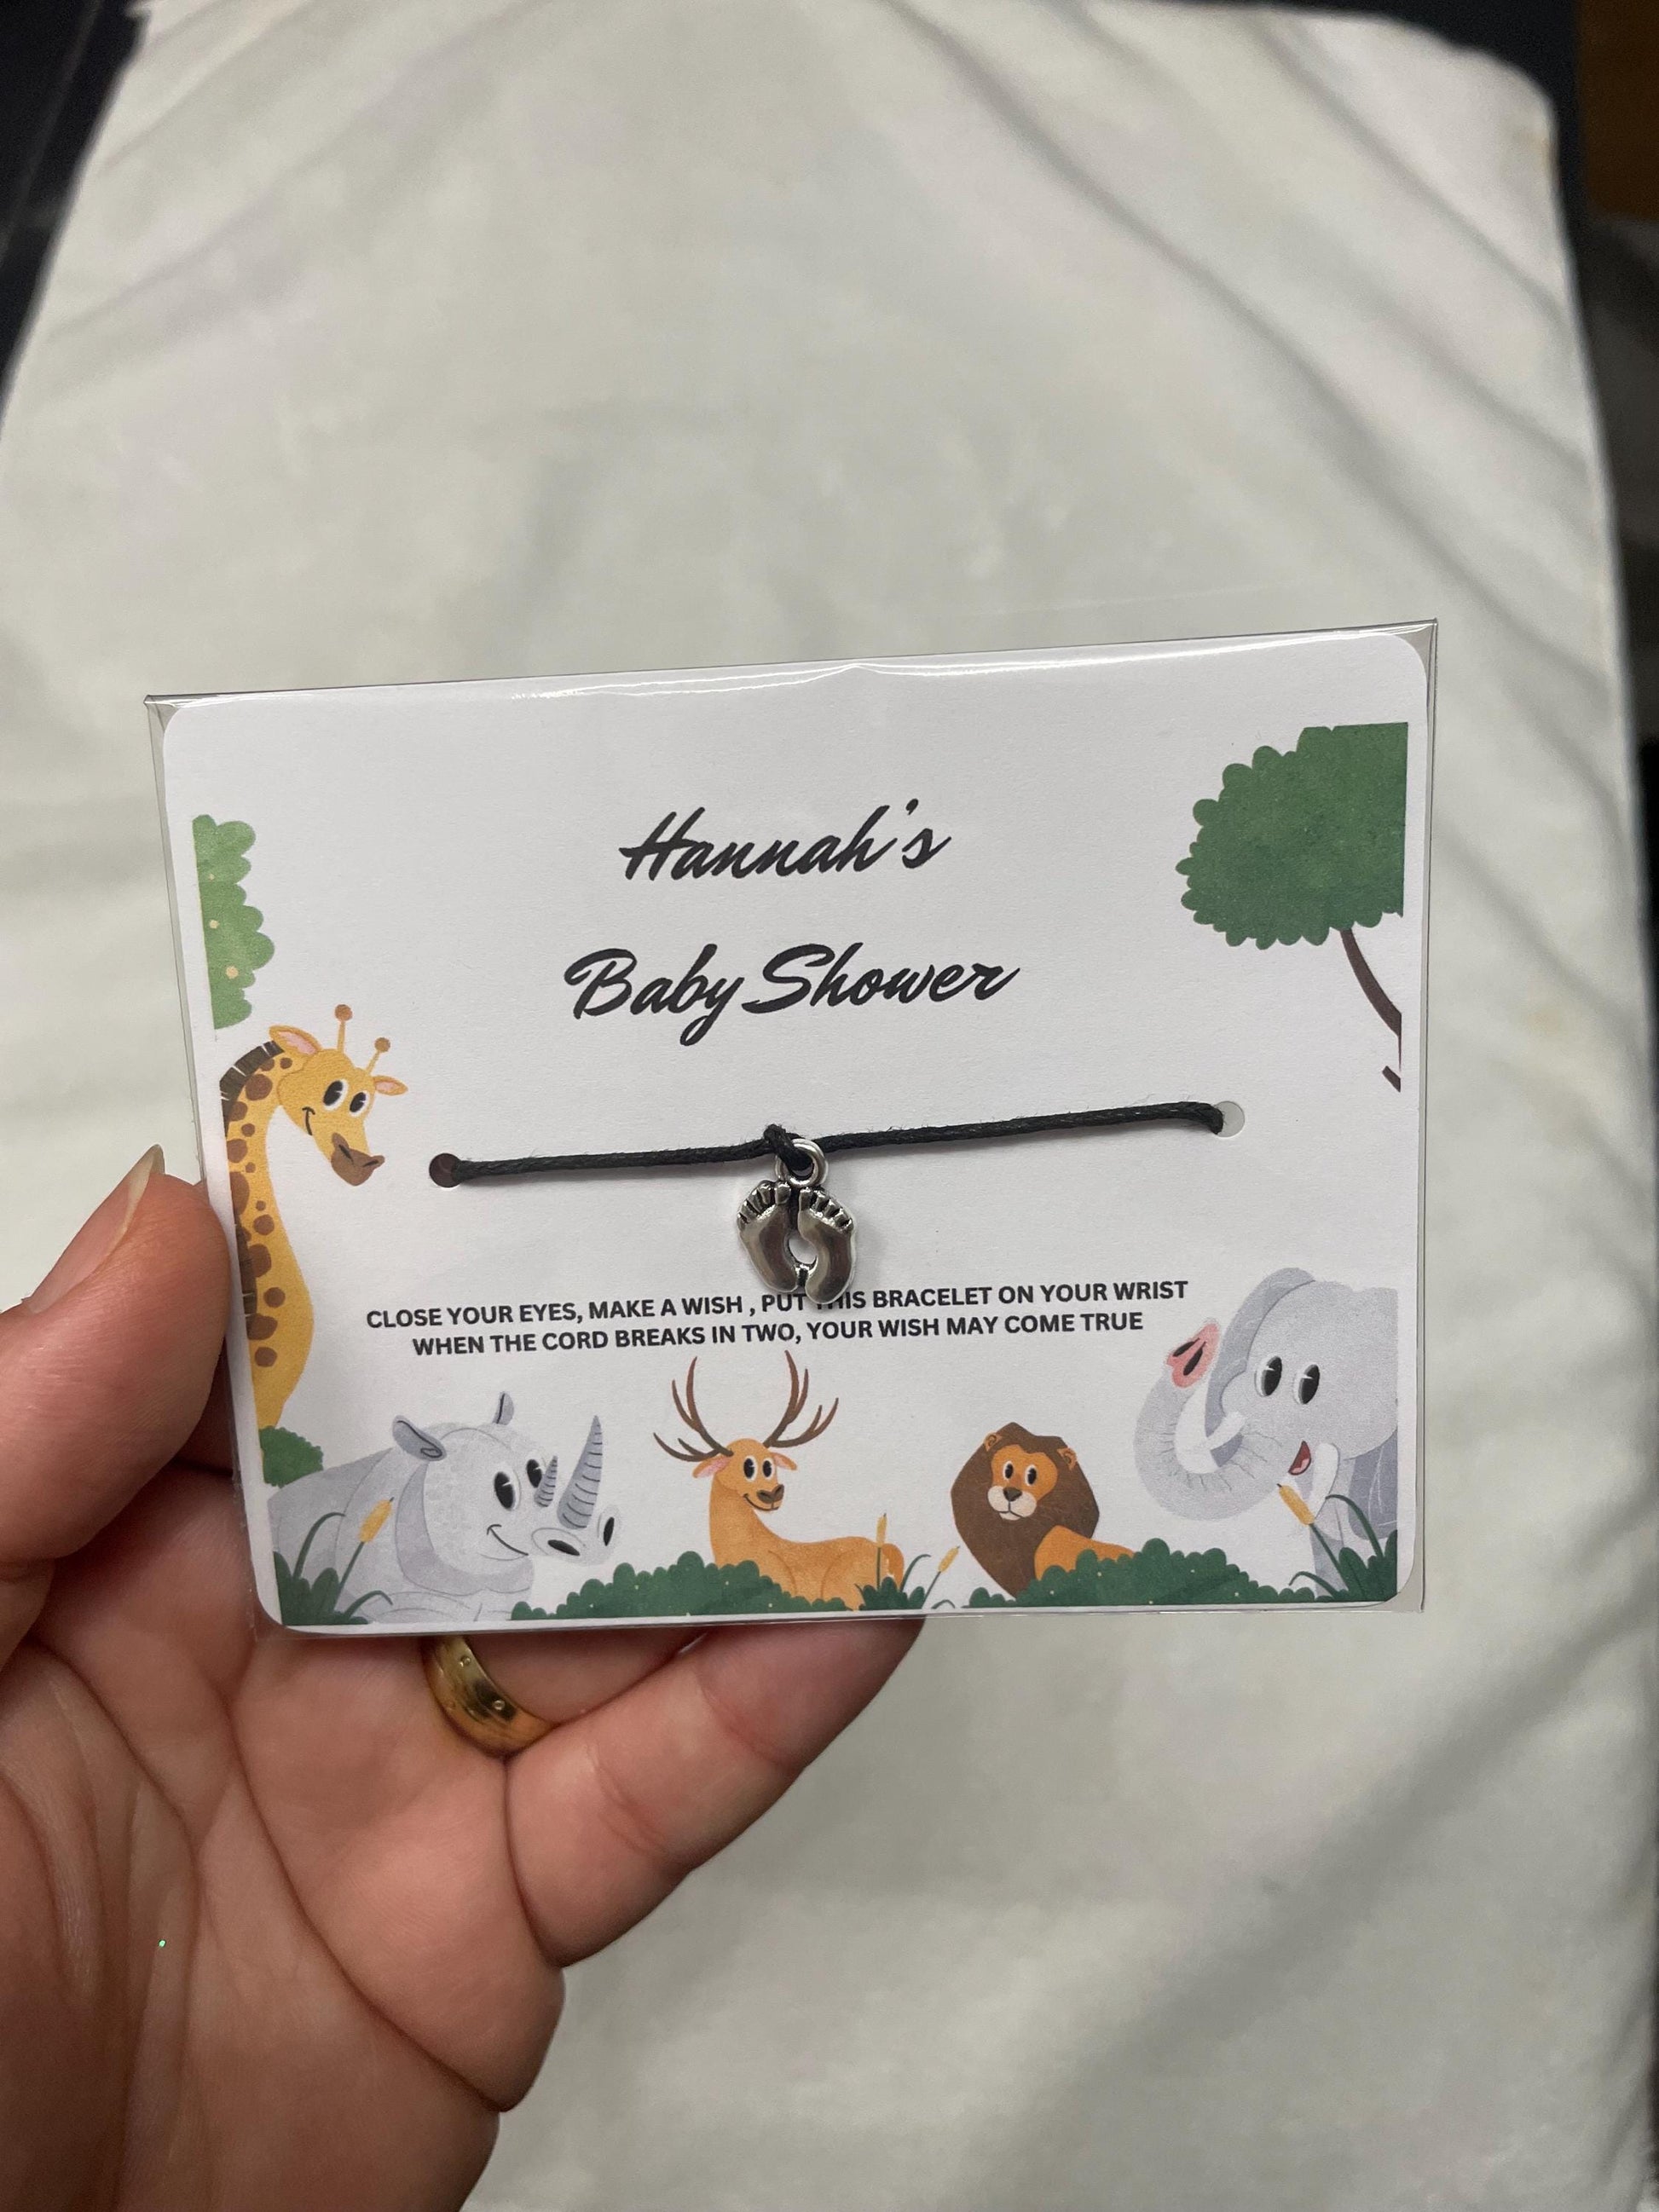 Hannah's
Baby Shower
CLOSE YOUR EYES, MAKE A WISH , PUT THIS BRACELET ON YOUR WRIST
WHEN THE CORD BREAKS IN TWO, YOUR WISH MAY COME TRUE